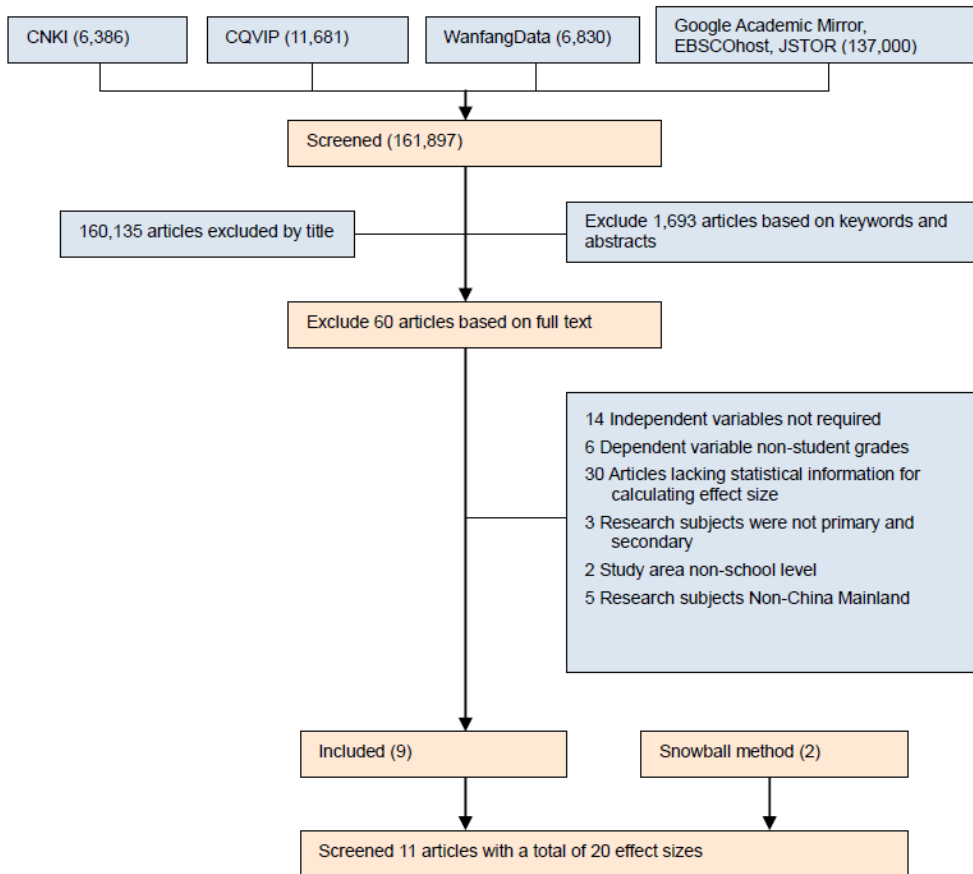 CNKI (6,386)
CQVIP (11,681)
WanfangData (6,830)
Google Academic Mirror,
EBSCOhost, JSTOR (137,000)
Screened (161,897)
160,135 articles excluded by title
Exclude 1,693 articles based on keywords and
abstracts
Exclude 60 articles based on full text
14 Independent variables not required
6 Dependent variable non-student grades
30 Articles lacking statistical information for
calculating effect size
3 Research subjects were not primary and
secondary
2 Study area non-school level
5 Research subjects Non-China Mainland
Included (9)
Snowball method (2)
Screened 11 articles with a total of 20 effect sizes